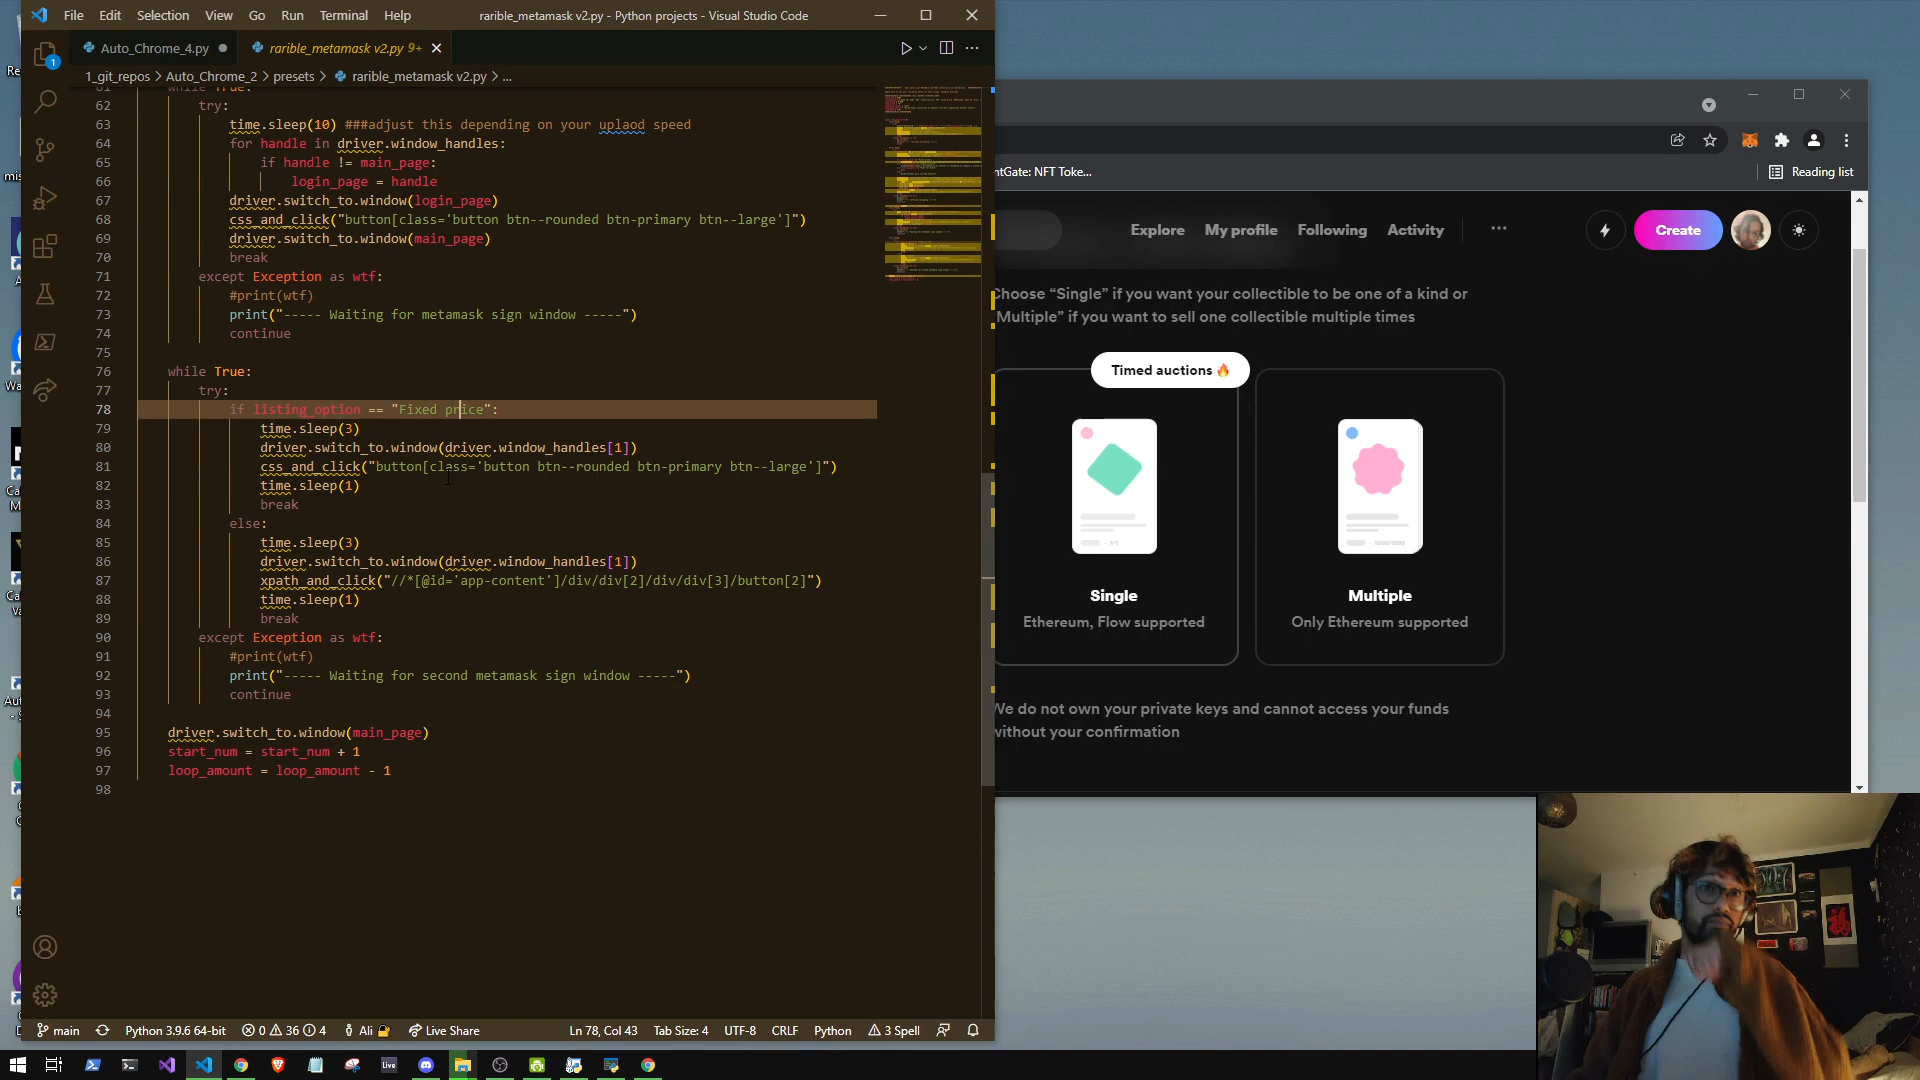 File Edit Selection View Go Run Terminal Help
rarible_metamask v2.py - Python projects - Visual Studio Code
Auto_Chrome_4.py
rarible_metamask v2.py 9+
1_git_repos > Auto_Chrome_2 > presets > rarible_metamask v2.py > ...
61 while True:
62 try:
63 time.sleep(10) ###adjust this depending on your uplaod speed
64 for handle in driver.window_handles:
65 if handle != main_page:
66 login_page = handle
67 driver.switch_to.window(login_page)
68 css_and_click("button[class='button btn--rounded btn-primary btn--large']")
69 driver.switch_to.window(main_page)
70 break
71 except Exception as wtf:
72 #print(wtf)
73 print("----- Waiting for metamask sign window -----")
74 continue
75
76 while True:
77 try:
78 if listing_option == "Fixed price":
79 time.sleep(3)
80 driver.switch_to.window(driver.window_handles[1])
81 css_and_click("button[class='button btn--rounded btn-primary btn--large']")
82 time.sleep(1)
83 break
84 else:
85 time.sleep(3)
86 driver.switch_to.window(driver.window_handles[1])
87 xpath_and_click("//*[@id='app-content']/div/div[2]/div/div[3]/button[2]")
88 time.sleep(1)
89 break
90 except Exception as wtf:
91 #print(wtf)
92 print("----- Waiting for second metamask sign window -----")
93 continue
94
95 driver.switch_to.window(main_page)
96 start_num = start_num + 1
97 loop_amount = loop_amount - 1
98
1
main
Python 3.9.6 64-bit
0 36 4
Ali
Live Share
Ln 78, Col 43
Tab Size: 4
UTF-8
CRLF
Python
3 Spell
ntGate: NFT Toke...
Reading list
Explore My profile Following Activity
Create
Choose “Single” if you want your collectible to be one of a kind or
“Multiple” if you want to sell one collectible multiple times
Timed auctions
Single
Ethereum, Flow supported
Multiple
Only Ethereum supported
We do not own your private keys and cannot access your funds
without your confirmation
Live